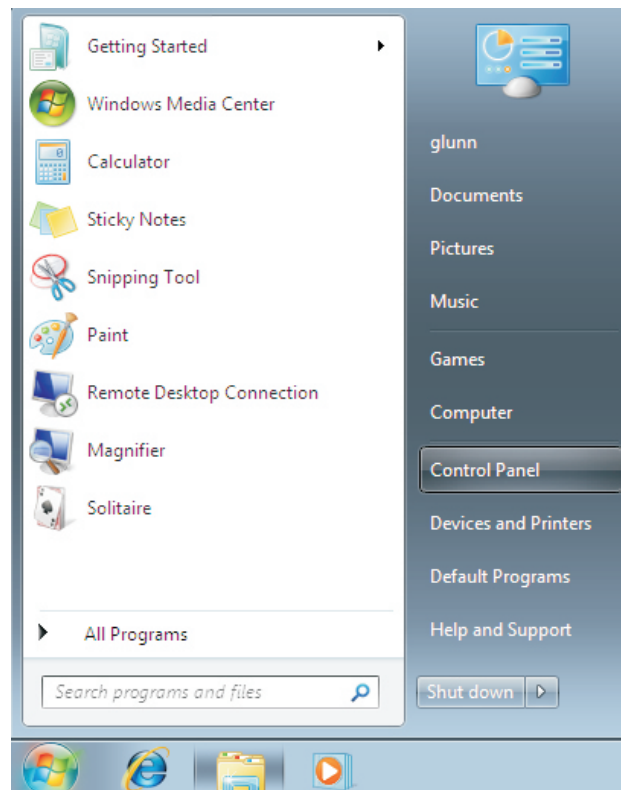 Getting Started
Windows Media Center
Calculator
Sticky Notes
Snipping Tool
Paint
Remote Desktop Connection
Magnifier
Solitaire
All Programs
Search programs and files
glunn
Documents
Pictures
Music
Games
Computer
Control Panel
Devices and Printers
Default Programs
Help and Support
Shut down